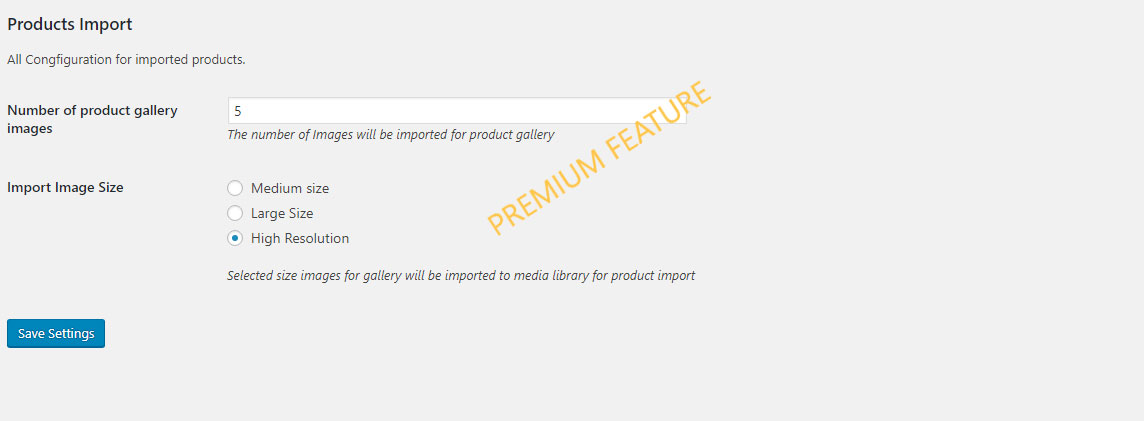 Products Import
All Congfiguration for imported products.
Number of product gallery
images
5
The number of Images will be imported for product gallery
PREMIUM FEATURE
Import Image Size
Medium size
Large Size
High Resolution
Selected size images for gallery will be imported to media library for product import
Save Settings